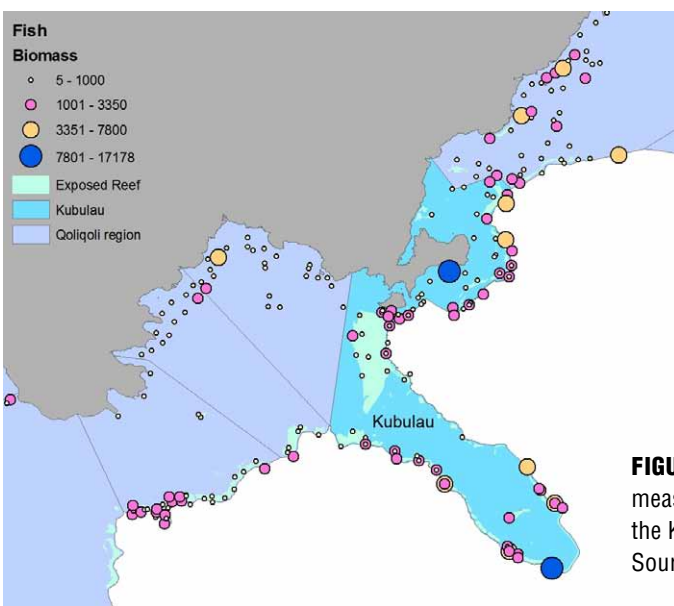 Fish
Biomass
5 - 1000
1001 - 3350
3351 - 7800
7801 - 17178
Exposed Reef
Kubulau
Qoliqoli region
Kubulau
FIGU
meas
the K
Sour